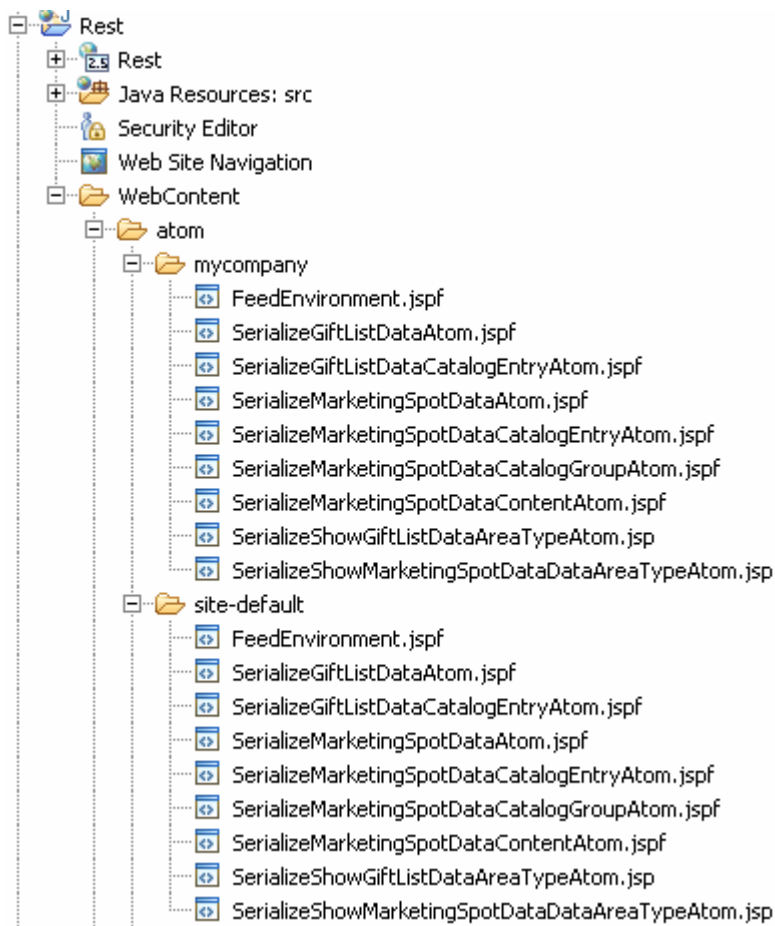 Rest
2.5 Rest
Java Resources: src
Security Editor
Web Site Navigation
WebContent
atom
mycompany
FeedEnvironment.jspf
SerializeGiftListDataAtom.jspf
SerializeGiftListDataCatalogEntryAtom.jspf
SerializeMarketingSpotDataAtom.jspf
SerializeMarketingSpotDataCatalogEntryAtom.jspf
SerializeMarketingSpotDataCatalogGroupAtom.jspf
SerializeMarketingSpotDataContentAtom.jspf
SerializeShowGiftListDataAreaTypeAtom.jsp
SerializeShowMarketingSpotDataDataAreaTypeAtom.jsp
site-default
FeedEnvironment.jspf
SerializeGiftListDataAtom.jspf
SerializeGiftListDataCatalogEntryAtom.jspf
SerializeMarketingSpotDataAtom.jspf
SerializeMarketingSpotDataCatalogEntryAtom.jspf
SerializeMarketingSpotDataCatalogGroupAtom.jspf
SerializeMarketingSpotDataContentAtom.jspf
SerializeShowGiftListDataAreaTypeAtom.jsp
SerializeShowMarketingSpotDataDataAreaTypeAtom.jsp